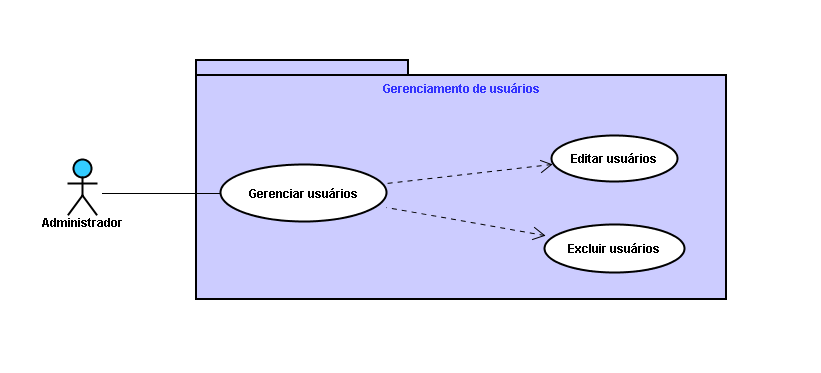 Gerenciamento de usuários
Editar usuários
Gerenciar usuários
Administrador
Excluir usuários